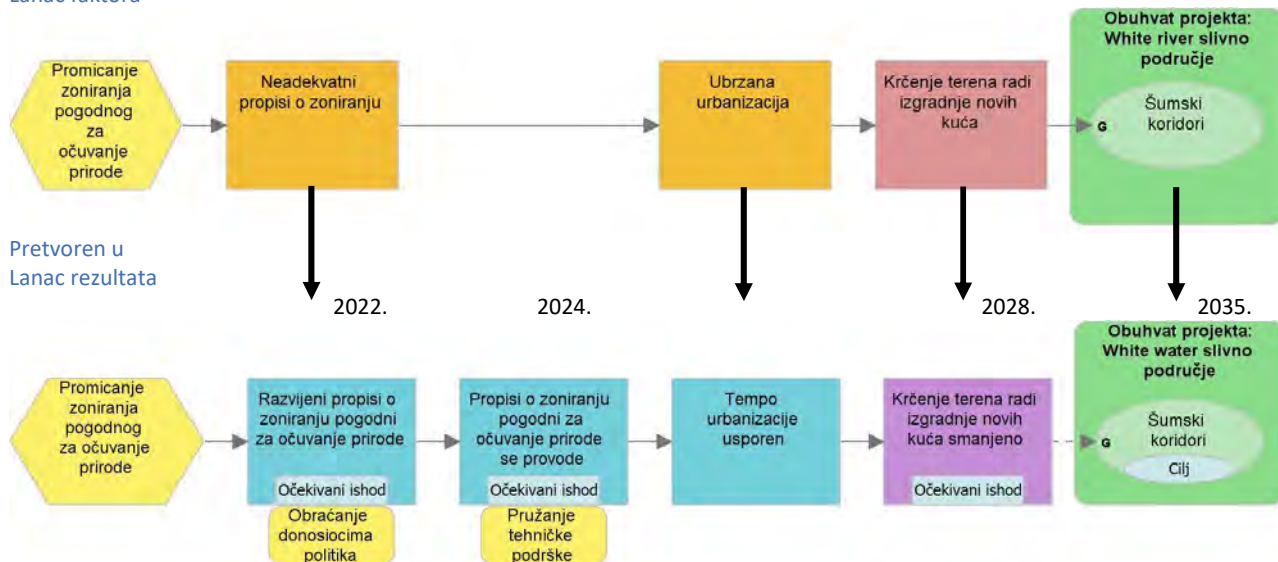 Promicanje
zoniranja
pogodnog
za
očuvanje
prirode
Neadekvatni
propisi o zoniranju
Ubrzana
urbanizacija
Krčenje terena radi
izgradnje novih
kuća
Obuhvat projekta:
White river slivno
područje
Šumski
koridori
G
Pretvoren u
Lanac rezultata
2022.
2024.
2028.
2035.
Promicanje
zoniranja
pogodnog
za očuvanje
prirode
Razvijeni propisi o
zoniranju pogodni
za očuvanje prirode
Očekivani ishod
Obraćanje
donosiocima
politika
Propisi o zoniranju
pogodni za
očuvanje prirode
se provode
Očekivani ishod
Pružanje
tehničke
podrške
Tempo
urbanizacije
usporen
Krčenje terena radi
izgradnje novih
kuća smanjeno
Očekivani ishod
Obuhvat projekta:
White water slivno
područje
Šumski
koridori
G
Cilj